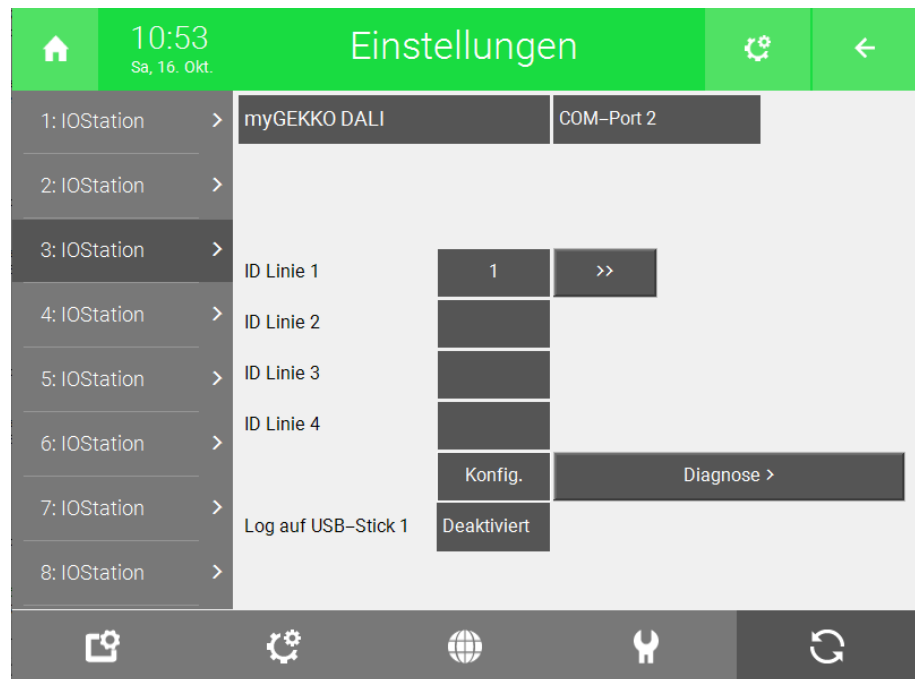 10:53
Sa, 16. Okt.
Einstellungen
1: IOStation
2: IOStation
3: IOStation
4: IOStation
5: IOStation
6: IOStation
7: IOStation
8: IOStation
myGEKKO DALI
COM–Port 2
ID Linie 1
1
>>
ID Linie 2
ID Linie 3
ID Linie 4
Konfig.
Diagnose >
Log auf USB–Stick 1
Deaktiviert